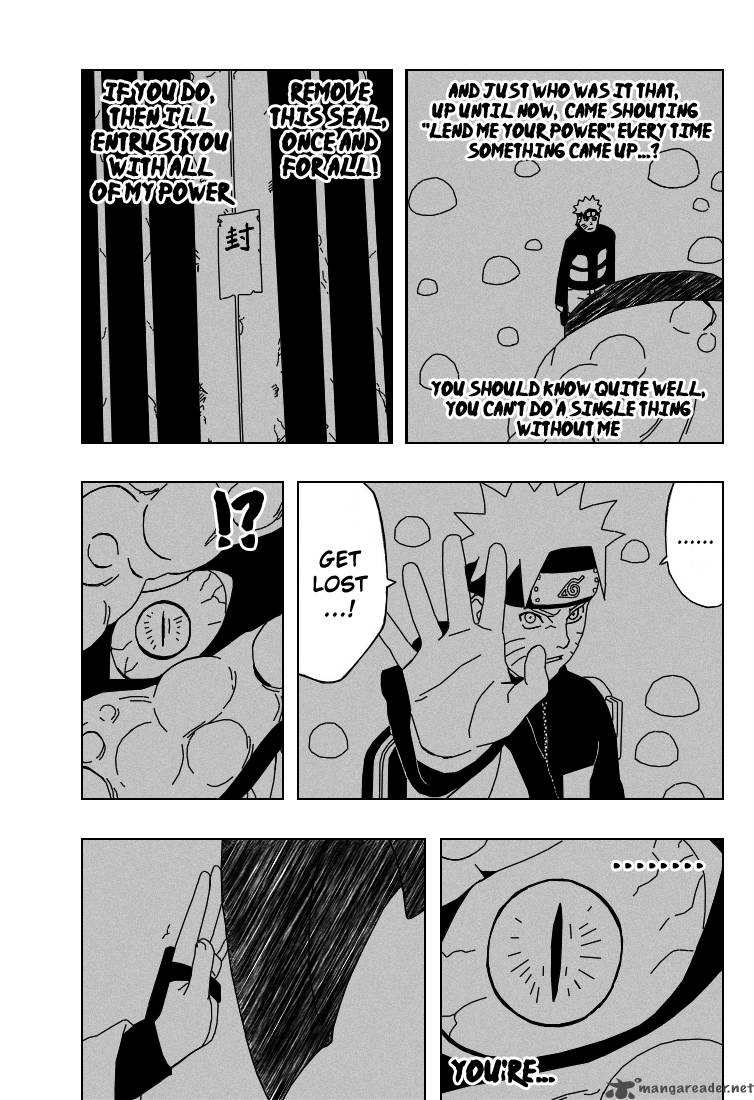 AND JUST WHO WAS IT THAT,
UP UNTIL NOW, CAME SHOUTING
"LEND ME YOUR POWER" EVERY TIME
SOMETHING CAME UP...?
YOU SHOULD KNOW QUITE WELL,
YOU CAN'T DO A SINGLE THING
WITHOUT ME
REMOVE
THIS SEAL,
ONCE AND
FOR ALL!
IF YOU DO,
THEN I'LL
ENTRUST YOU
WITH ALL
OF MY POWER
封
......
GET
LOST
...!
!?
........
YOU'RE...
mangareader.net